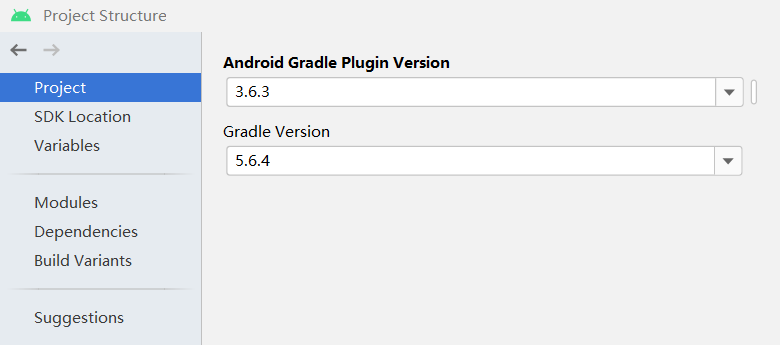 Project Structure
Project
SDK Location
Variables
Modules
Dependencies
Build Variants
Suggestions
Android Gradle Plugin Version
3.6.3
Gradle Version
5.6.4